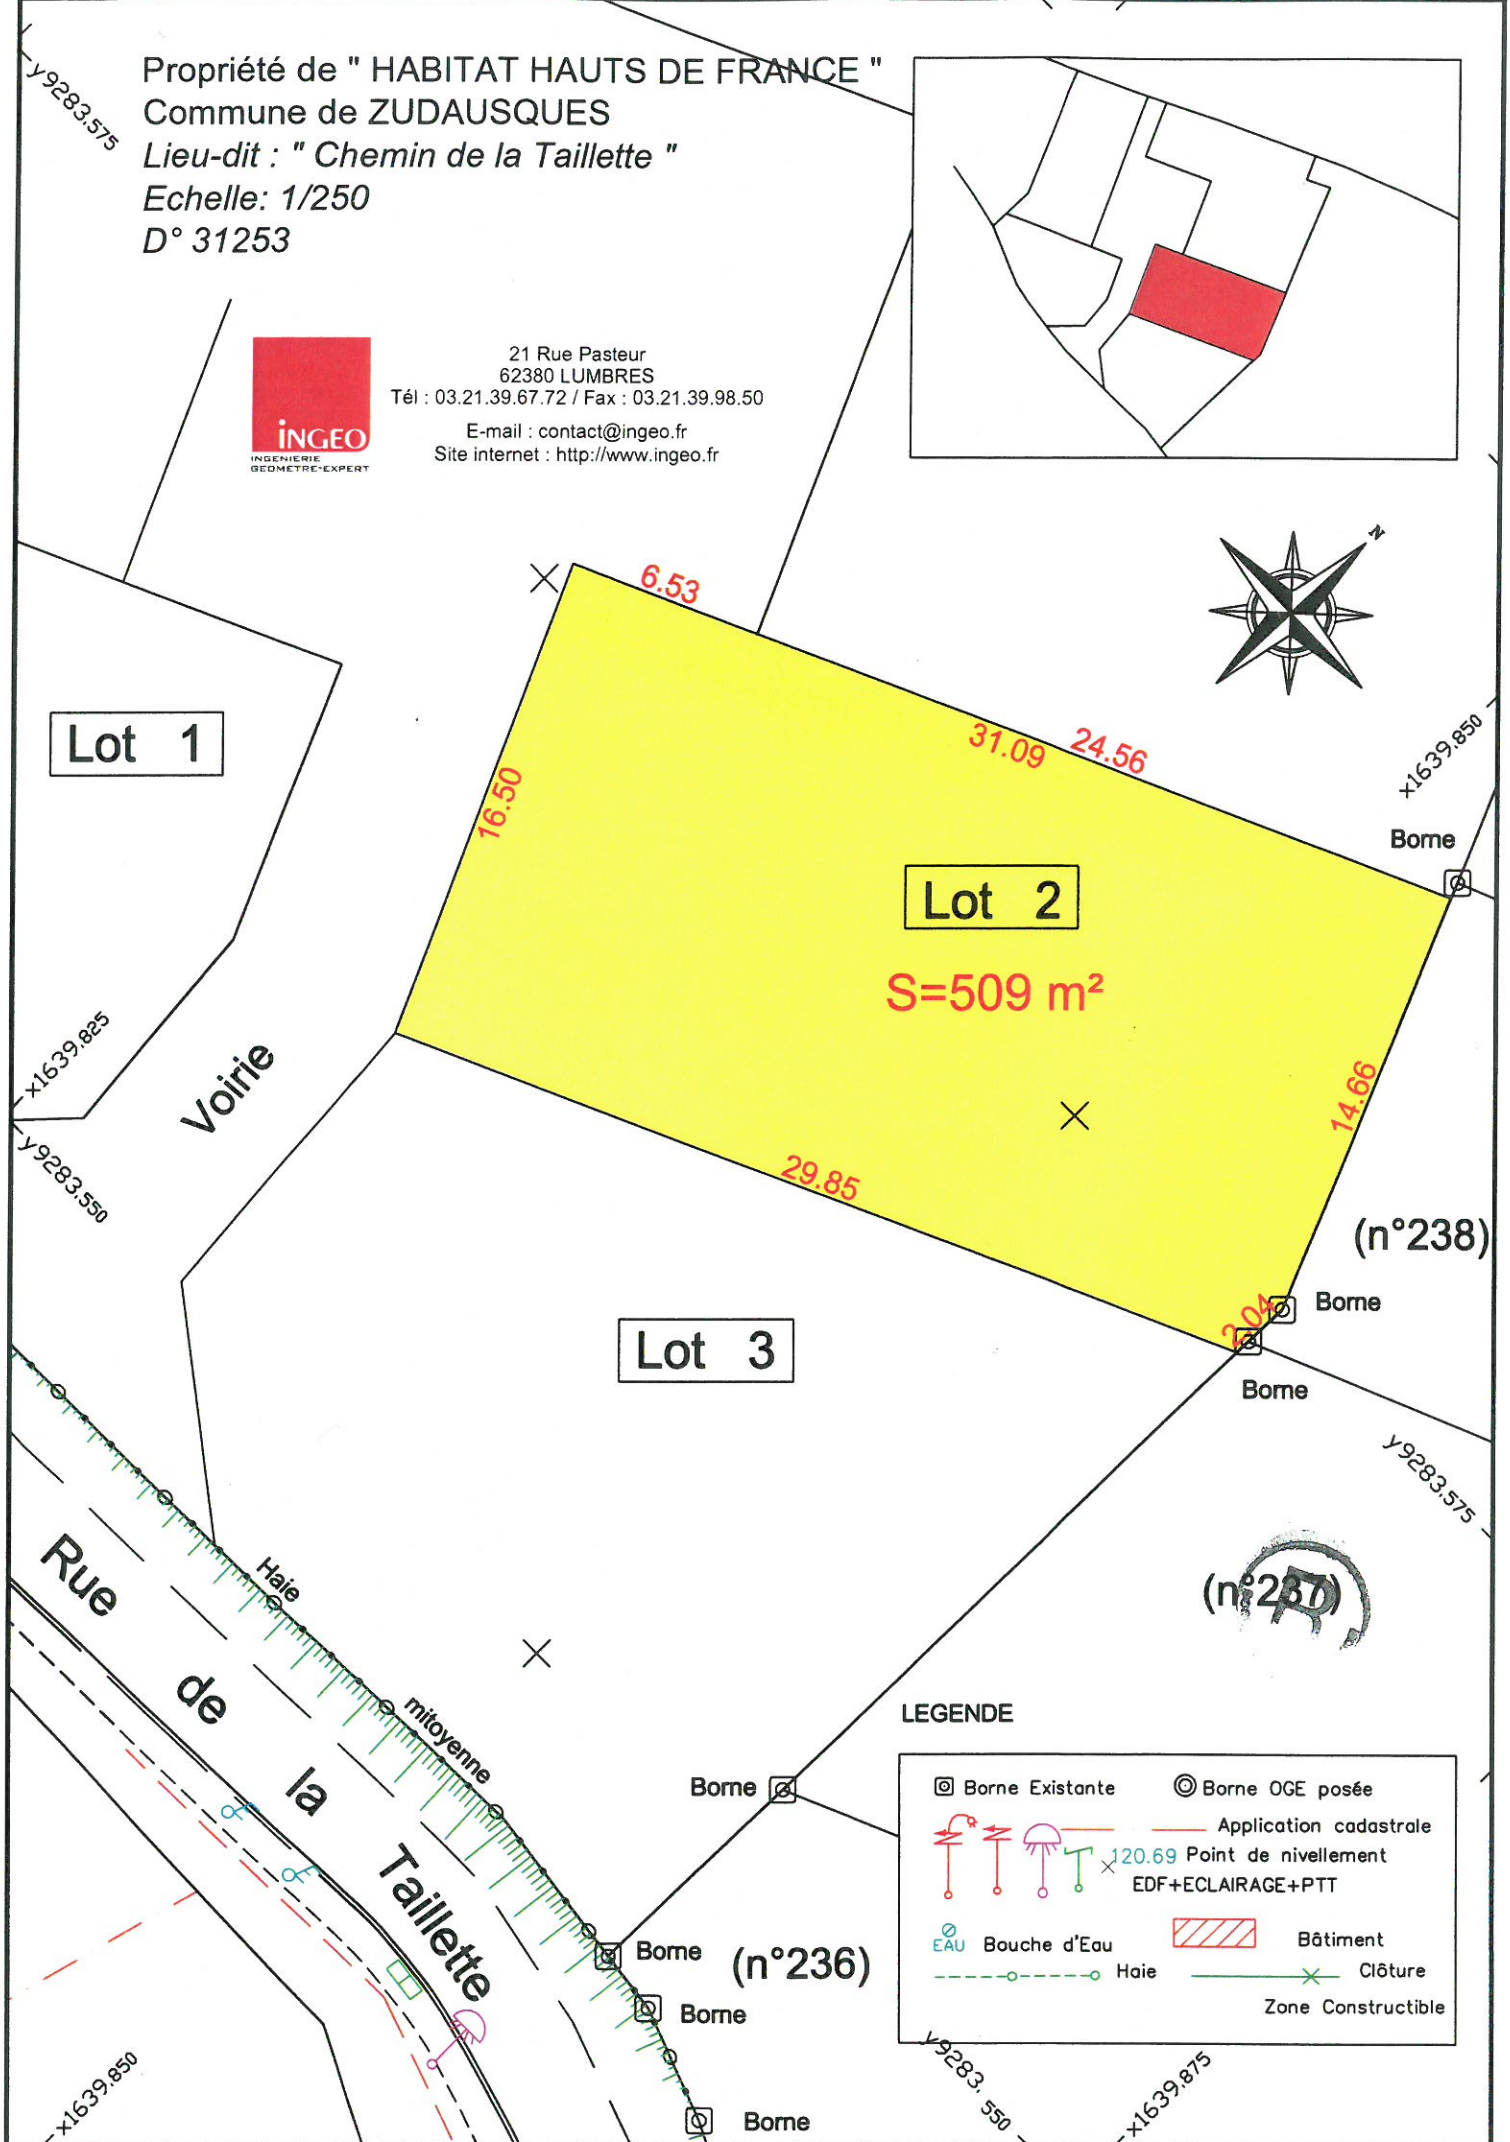 y9283,575
Propriété de " HABITAT HAUTS DE FRANCE "
Commune de ZUDAUSQUES
Lieu-dit : " Chemin de la Taillette "
Echelle: 1/250
D° 31253
iNGEO
INGENIERIE
GEOMETRE-EXPERT
21 Rue Pasteur
62380 LUMBRES
Tél : 03.21.39.67.72 / Fax : 03.21.39.98.50
E-mail : contact@ingeo.fr
Site internet : http://www.ingeo.fr
N
6.53
31.09
24.56
16.50
Lot 1
x1639,850
Borne
Lot 2
S=509 m²
x1639,825
Voirie
y9283,550
14.66
29.85
(n°238)
2.04
Borne
Borne
Lot 3
y9283,575
(n°237)
R
Haie
mitoyenne
Rue
de
la
Taillette
Borne
Borne
(n°236)
Borne
Borne
LEGENDE
Borne Existante
Borne OGE posée
Application cadastrale
120.69 Point de nivellement
EDF+ECLAIRAGE+PTT
EAU Bouche d'Eau
Bâtiment
Haie
Clôture
Zone Constructible
x1639,850
y9283, 550
x1639,875